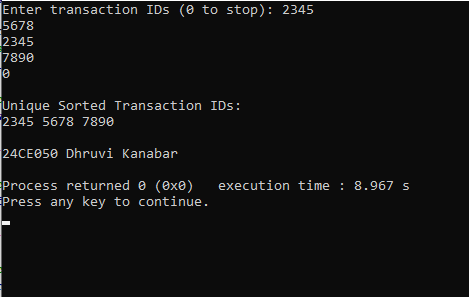 Enter transaction IDs (0 to stop): 2345
5678
2345
7890
0
Unique Sorted Transaction IDs:
2345 5678 7890
24CE050 Dhruvi Kanabar
Process returned 0 (0x0)   execution time : 8.967 s
Press any key to continue.